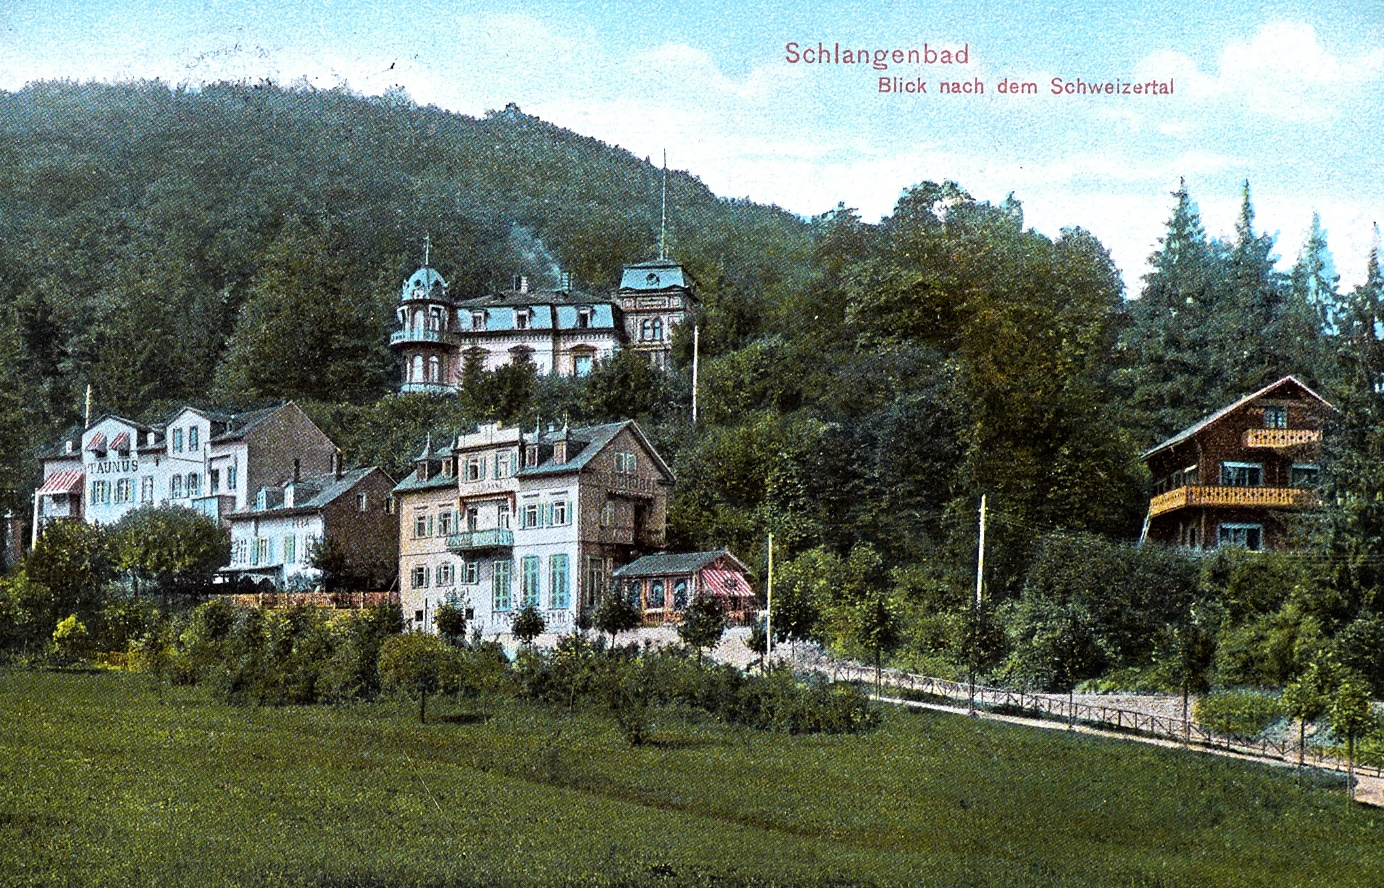 Schlangenbad
Blick nach dem Schweizertal
TAUNUS